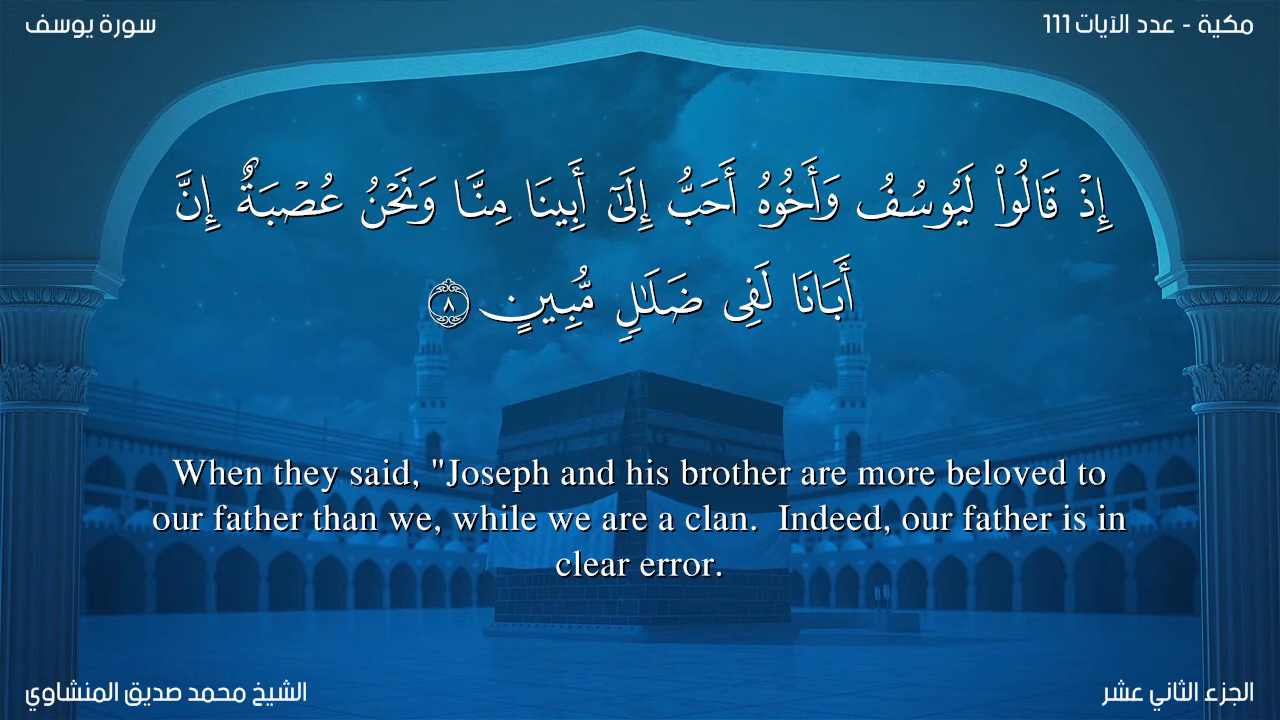 مكية - عدد الآيات 111
سورة يوسف
إِذْ قَالُوا۟ لَيُوسُفُ وَأَخُوهُ أَحَبُّ إِلَىٰٓ أَبِينَا مِنَّا وَنَحْنُ عُصْبَةٌ إِنَّ
أَبَانَا لَفِى ضَلَـٰلٍ مُّبِينٍ ٨
When they said, "Joseph and his brother are more beloved to
our father than we, while we are a clan.  Indeed, our father is in
clear error.
الجزء الثاني عشر
الشيخ محمد صديق المنشاوي